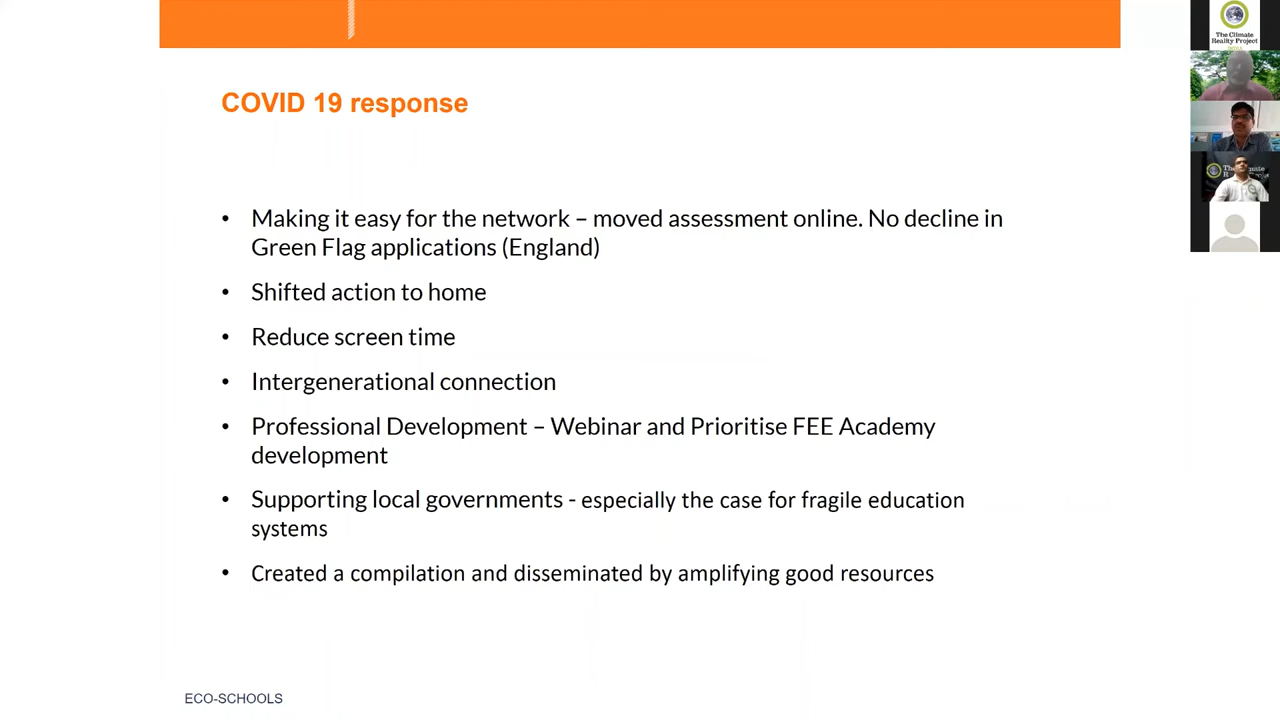 COVID 19 response
• Making it easy for the network – moved assessment online. No decline in
Green Flag applications (England)
• Shifted action to home
• Reduce screen time
• Intergenerational connection
• Professional Development – Webinar and Prioritise FEE Academy
development
• Supporting local governments - especially the case for fragile education
systems
• Created a compilation and disseminated by amplifying good resources
ECO-SCHOOLS
The Climate
Reality Project